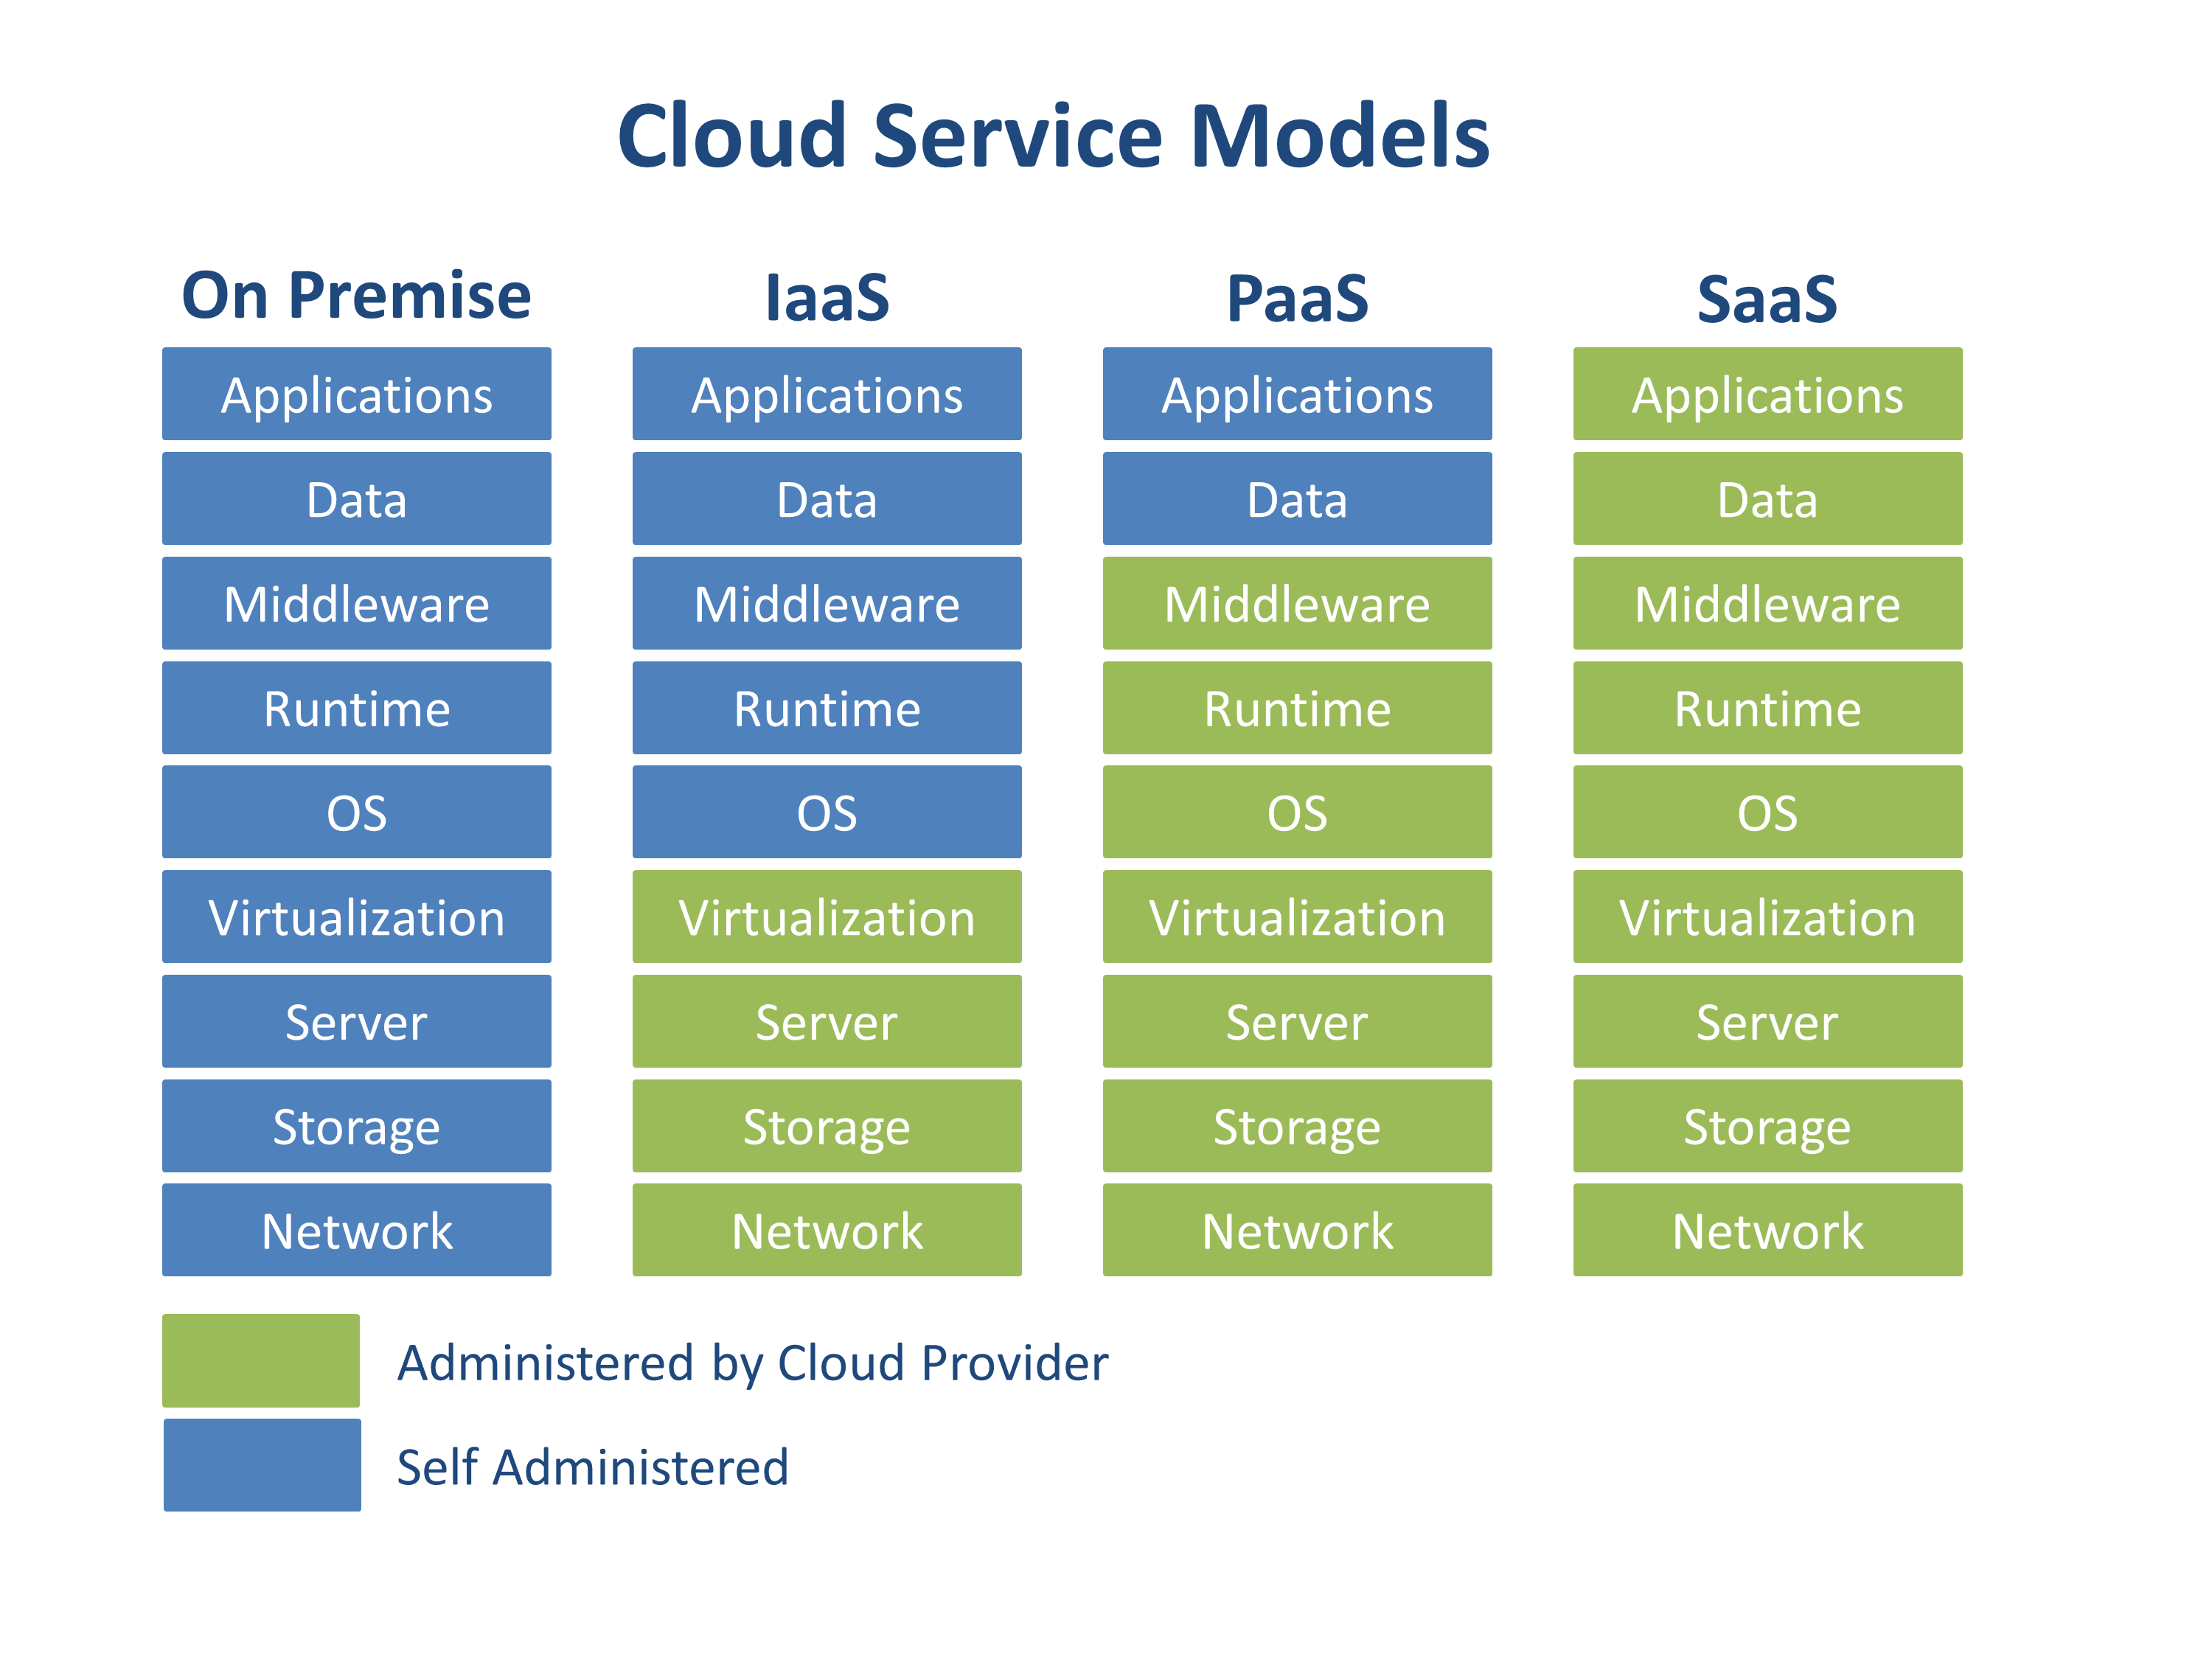 Cloud Service Models
On Premise
IaaS
PaaS
SaaS
Applications
Applications
Applications
Applications
Data
Data
Data
Data
Middleware
Middleware
Middleware
Middleware
Runtime
Runtime
Runtime
Runtime
OS
OS
OS
OS
Virtualization
Virtualization
Virtualization
Virtualization
Server
Server
Server
Server
Storage
Storage
Storage
Storage
Network
Network
Network
Network
Administered by Cloud Provider
Self Administered